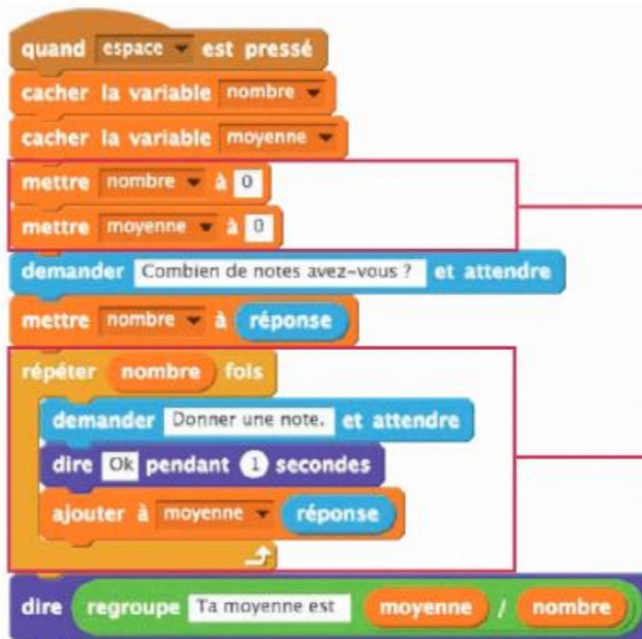 quand espace est pressé
cacher la variable nombre
cacher la variable moyenne
mettre nombre à 0
mettre moyenne à 0
demander Combien de notes avez-vous ? et attendre
mettre nombre à réponse
répéter nombre fois
demander Donner une note. et attendre
dire Ok pendant 1 secondes
ajouter à moyenne réponse
dire regroupe Ta moyenne est moyenne / nombre